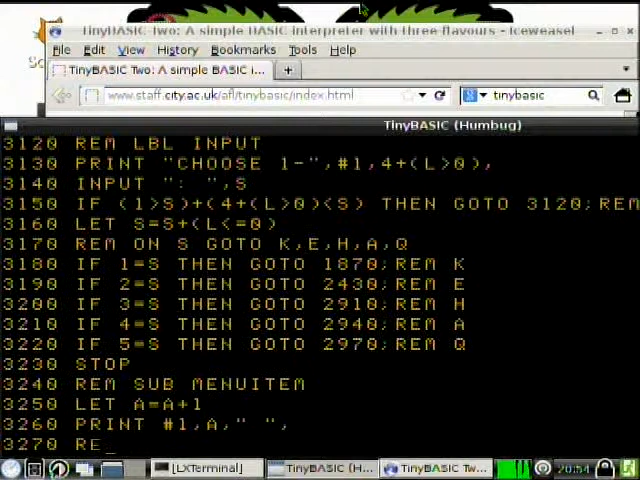 TinyBASIC Two: A simple BASIC interpreter with three flavours - Iceweasel
File Edit View History Bookmarks Tools Help
TinyBASIC Two: A simple BASIC i...
www.staff.city.ac.uk/afl/tinybasic/index.html
tinybasic
TinyBASIC (Humbug)
3120 REM LBL INPUT
3130 PRINT "CHOOSE 1-",#1,4+(L>0),
3140 INPUT ": ",S
3150 IF (1>S)+(4+(L>0)<S) THEN GOTO 3120;REM
3160 LET S=S+(L<=0)
3170 REM ON S GOTO K,E,H,A,Q
3180 IF 1=S THEN GOTO 1870;REM K
3190 IF 2=S THEN GOTO 2430;REM E
3200 IF 3=S THEN GOTO 2910;REM H
3210 IF 4=S THEN GOTO 2940;REM A
3220 IF 5=S THEN GOTO 2970;REM Q
3230 STOP
3240 REM SUB MENUITEM
3250 LET A=A+1
3260 PRINT #1,A," ",
3270 RE
[LXTerminal] TinyBASIC (H... TinyBASIC Tw... 20:54